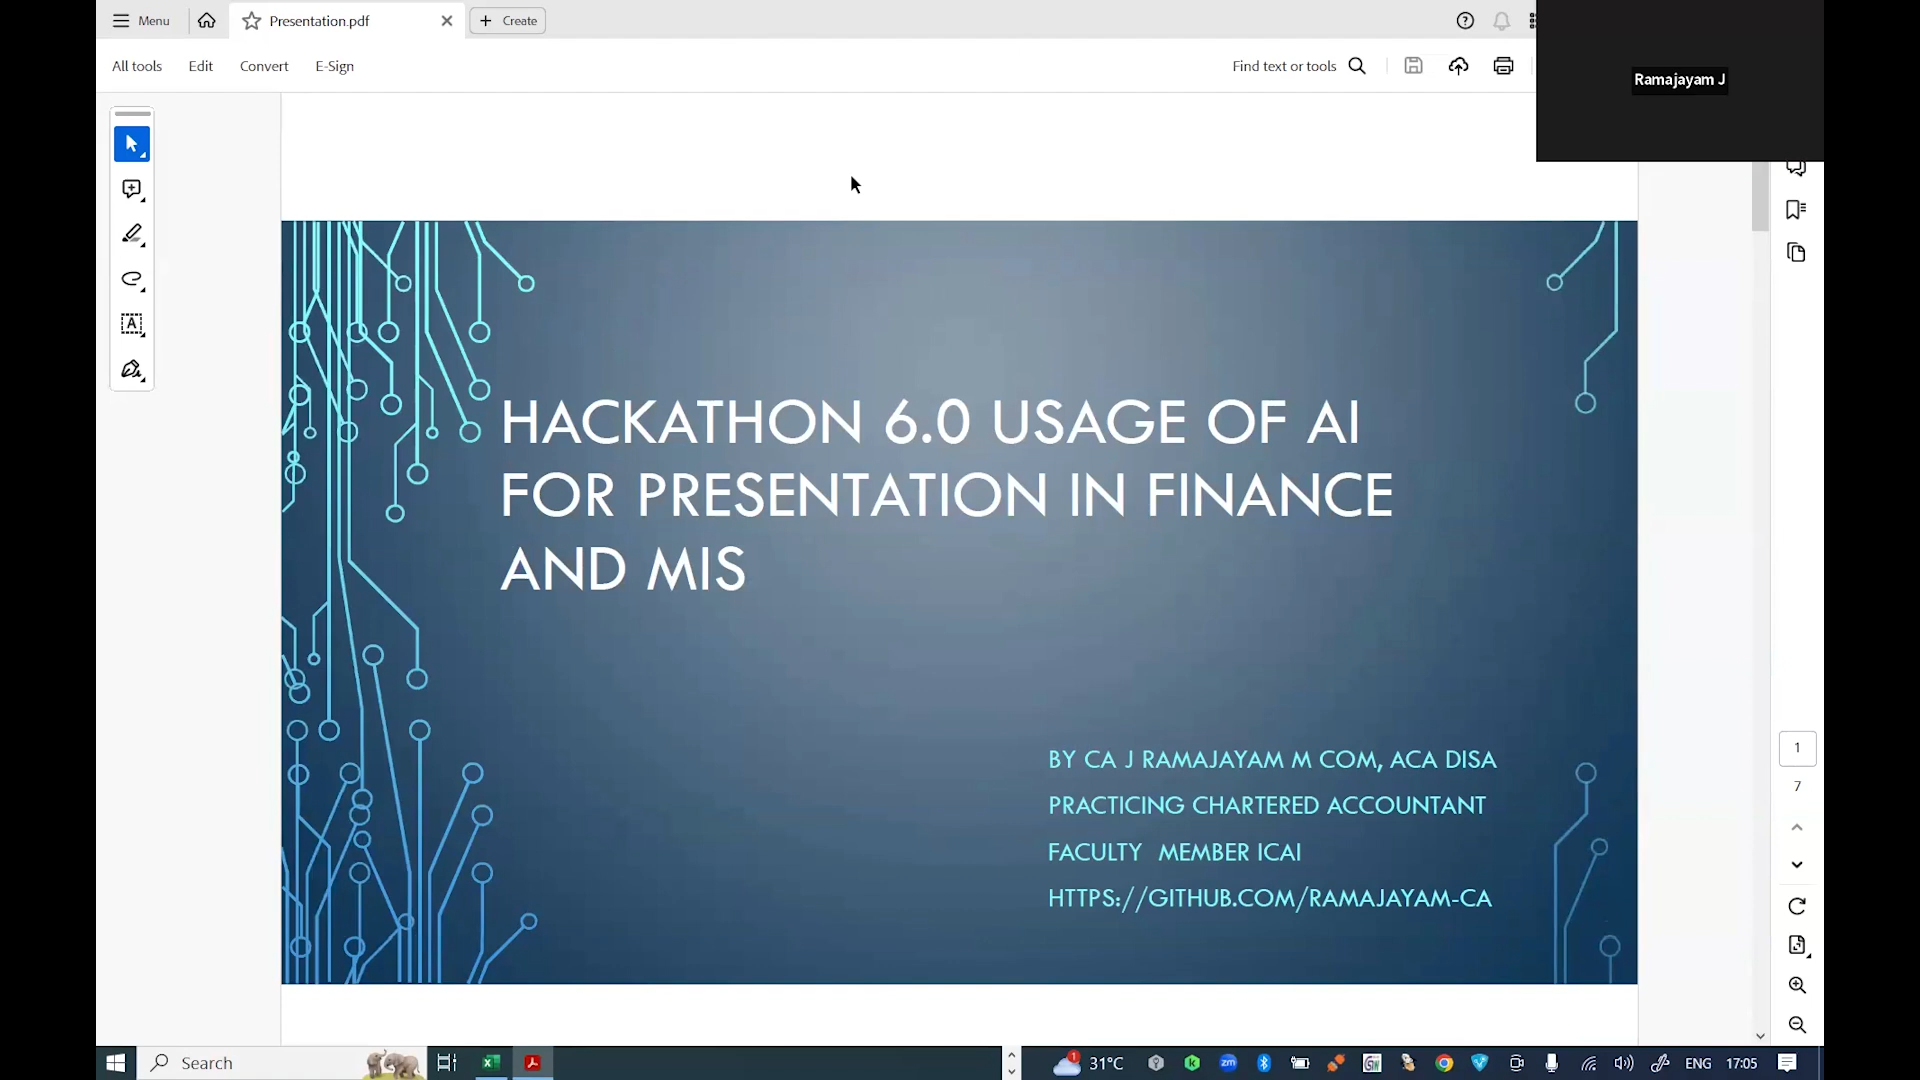 Menu
Presentation.pdf
Create
All tools
Edit
Convert
E-Sign
Find text or tools
Ramajayam J
HACKATHON 6.0 USAGE OF AI
FOR PRESENTATION IN FINANCE
AND MIS
BY CA J RAMAJAYAM M COM, ACA DISA
PRACTICING CHARTERED ACCOUNTANT
FACULTY MEMBER ICAI
HTTPS://GITHUB.COM/RAMAJAYAM-CA
1
7
Search
1
31°C
zm
ENG
17:05